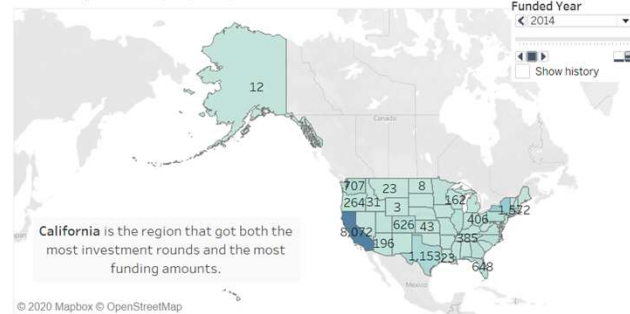 Funded Year
2014
Show history
12
Canada
707 23 8
264 31 3 162 1,572
8,072 626 43 406
196 385
1,153 23
648
Mexico
California is the region that got both the
most investment rounds and the most
funding amounts.
© 2020 Mapbox © OpenStreetMap